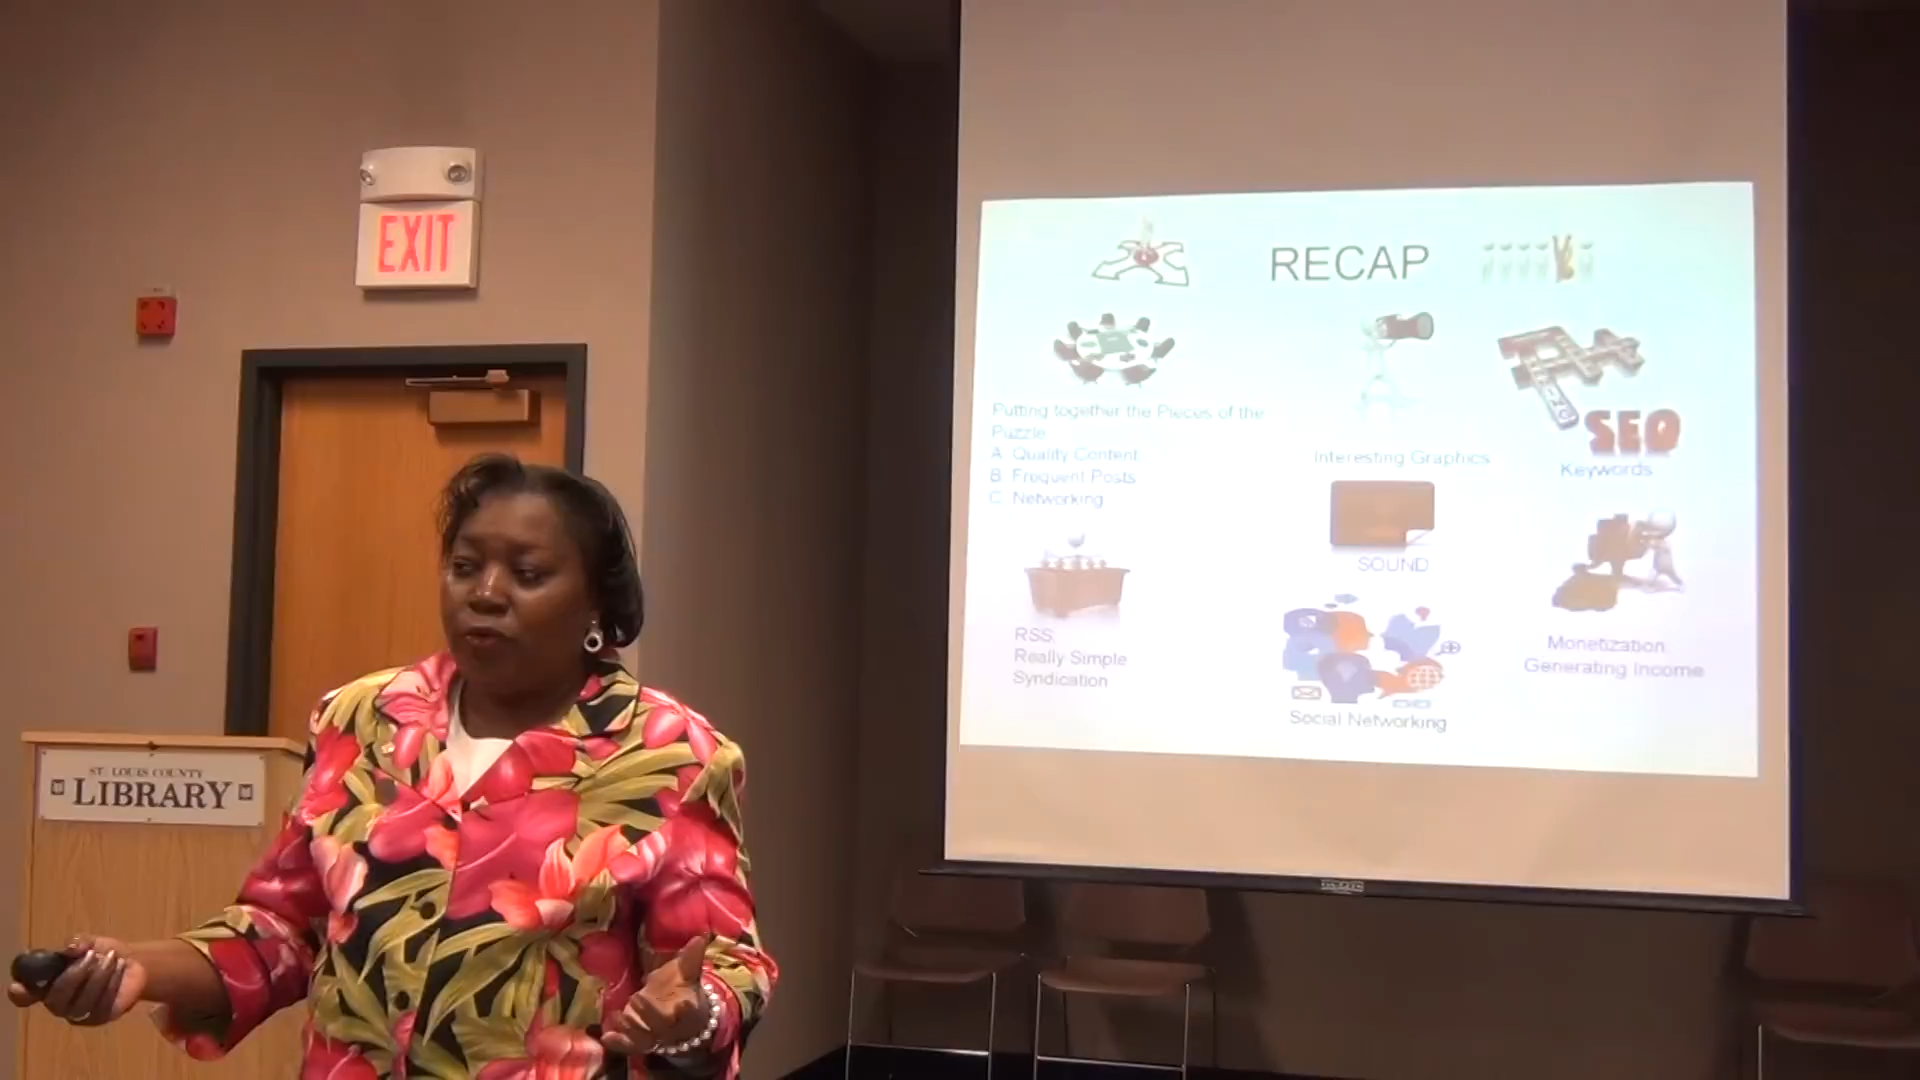 EXIT
ST. LOUIS COUNTY
LIBRARY
RECAP
Putting together the Pieces of the
Puzzle
A. Quality Content
B. Frequent Posts
C. Networking
Interesting Graphics
SEO
Keywords
SOUND
RSS:
Really Simple
Syndication
Social Networking
Monetization:
Generating Income